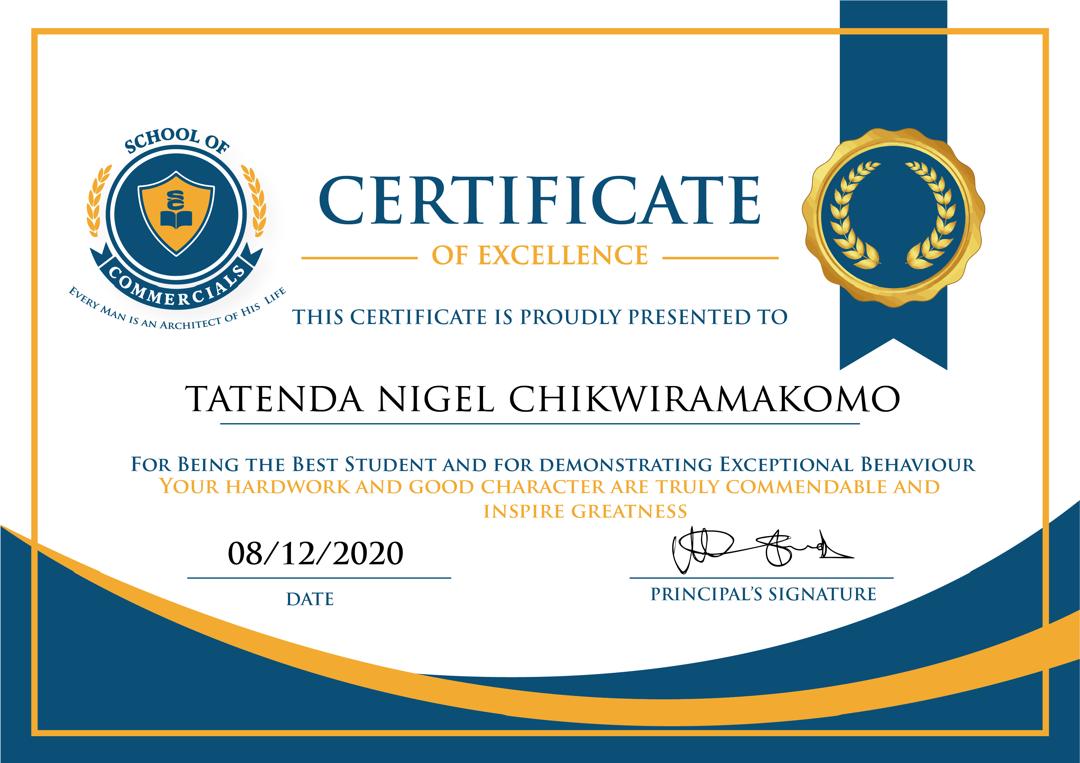 SCHOOL OF
COMMERCIALS
EVERY MAN IS AN ARCHITECT OF HIS LIFE
CERTIFICATE
OF EXCELLENCE
THIS CERTIFICATE IS PROUDLY PRESENTED TO
TATENDA NIGEL CHIKWIRAMAKOMO
FOR BEING THE BEST STUDENT AND FOR DEMONSTRATING EXCEPTIONAL BEHAVIOUR
YOUR HARDWORK AND GOOD CHARACTER ARE TRULY COMMENDABLE AND
INSPIRE GREATNESS
08/12/2020
DATE
PRINCIPAL'S SIGNATURE